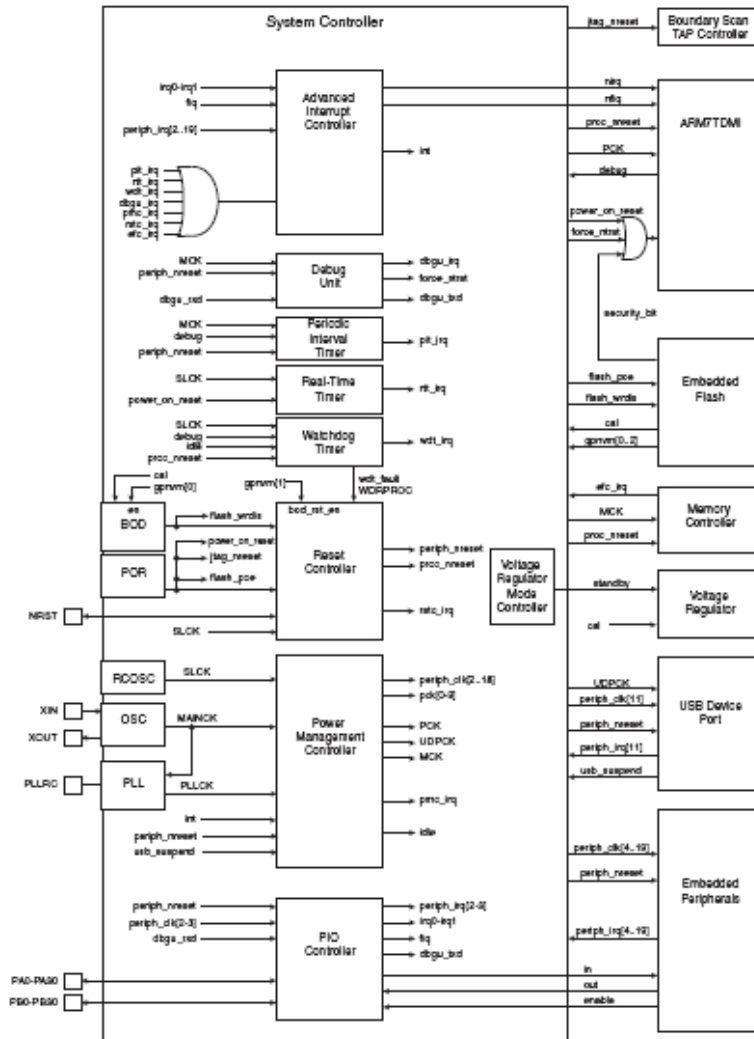 System Controller
jtag_nreset
Boundary Scan
TAP Controller
irq0-irq1
fiq
periph_irq[2..19]
Advanced
Interrupt
Controller
int
nirq
nfiq
proc_nreset
PCK
debug
ARM7TDMI
pit_irq
rtt_irq
wdt_irq
dbgu_irq
pmc_irq
rstc_irq
efc_irq
power_on_reset
force_ntrst
security_bit
MCK
periph_nreset
dbgu_rxd
Debug
Unit
dbgu_irq
force_ntrst
dbgu_txd
MCK
debug
periph_nreset
Periodic
Interval
Timer
pit_irq
SLCK
power_on_reset
Real-Time
Timer
rtt_irq
flash_poe
flash_wrdis
cal
gpnvm[0..2]
Embedded
Flash
SLCK
debug
idle
proc_nreset
Watchdog
Timer
wdt_irq
wdt_fault
WDRPROC
cal
gpnvm[0]
gpnvm[1]
en
BOD
POR
flash_wrdis
power_on_reset
jtag_nreset
flash_poe
bod_rst_en
Reset
Controller
periph_nreset
proc_nreset
rstc_irq
NRST
SLCK
efc_irq
MCK
proc_nreset
Memory
Controller
Voltage
Regulator
Mode
Controller
standby
cal
Voltage
Regulator
RCOSC
SLCK
XIN
XOUT
OSC
MAINCK
PLLRC
PLL
PLLCK
int
periph_nreset
usb_suspend
Power
Management
Controller
periph_clk[2..18]
pck[0-3]
PCK
UDPCK
MCK
pmc_irq
idle
UDPCK
periph_clk[11]
periph_nreset
periph_irq[11]
usb_suspend
USB Device
Port
periph_nreset
periph_clk[2-3]
dbgu_rxd
PIO
Controller
periph_irq[2-3]
irq0-irq1
fiq
dbgu_txd
PA0-PA30
PB0-PB30
periph_clk[4..19]
periph_nreset
periph_irq[4..19]
in
out
enable
Embedded
Peripherals